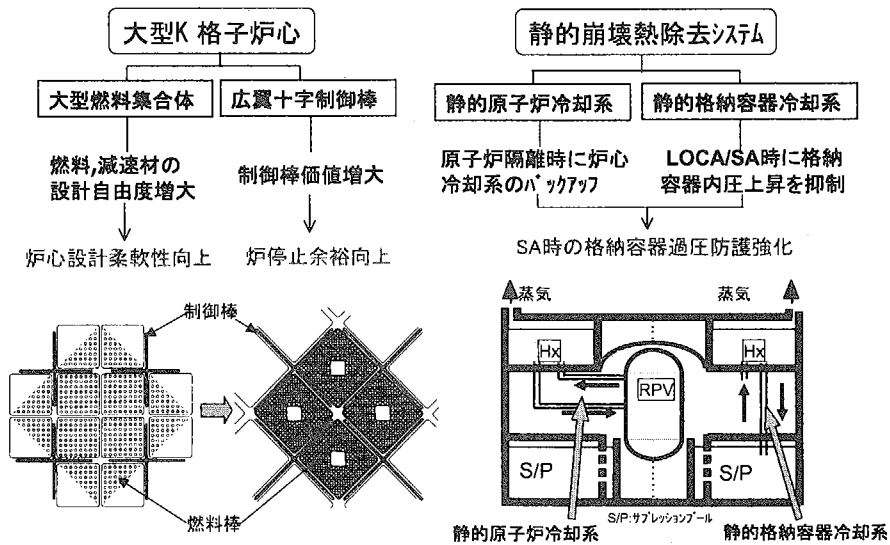 大型K 格子炉心
大型燃料集合体
広翼十字制御棒
燃料,減速材の
設計自由度増大
制御棒価値増大
炉心設計柔軟性向上
炉停止余裕向上
制御棒
燃料棒
静的崩壊熱除去ｼｽﾃﾑ
静的原子炉冷却系
静的格納容器冷却系
原子炉隔離時に炉心
冷却系のﾊﾞｯｸｱｯﾌﾟ
LOCA/SA時に格納
容器内圧上昇を抑制
SA時の格納容器過圧防護強化
蒸気
蒸気
Hx
Hx
RPV
S/P
S/P
S/P:ｻﾌﾟﾚｯｼｮﾝﾌﾟｰﾙ
静的原子炉冷却系
静的格納容器冷却系